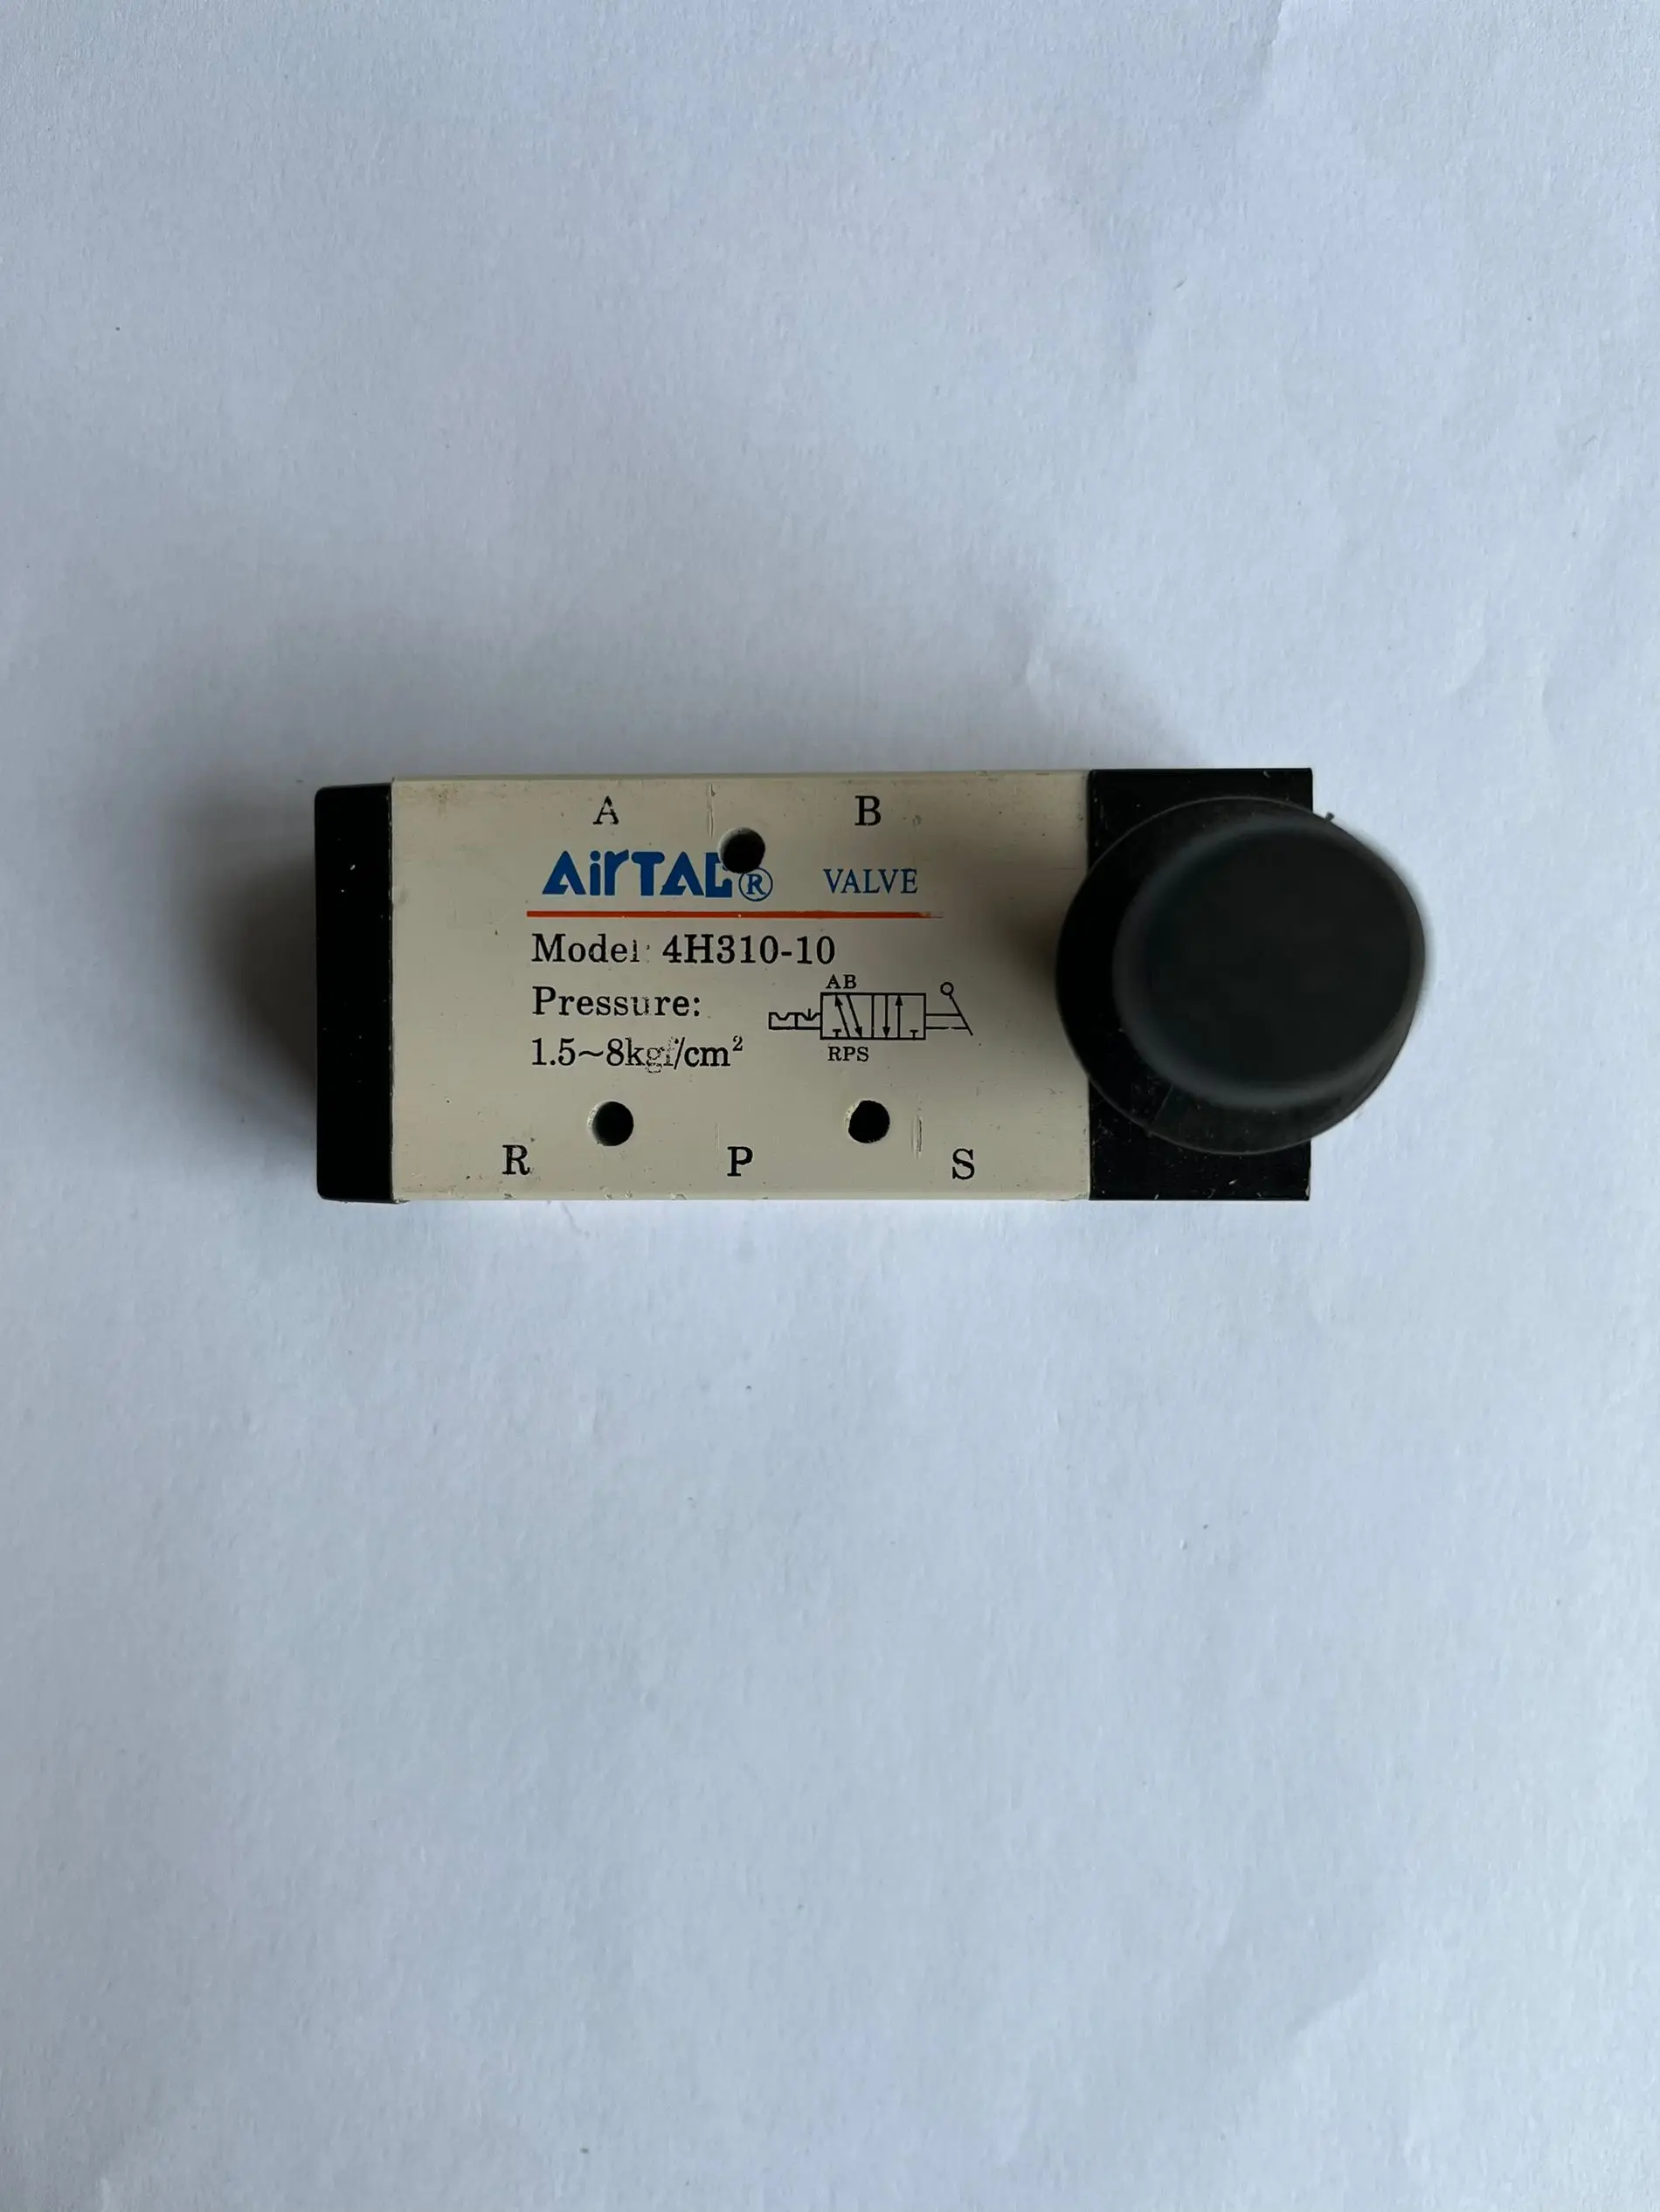 A B
AirTAC® VALVE
Model: 4H310-10
AB
Pressure:
1.5~8kgf/cm²
RPS
R P S